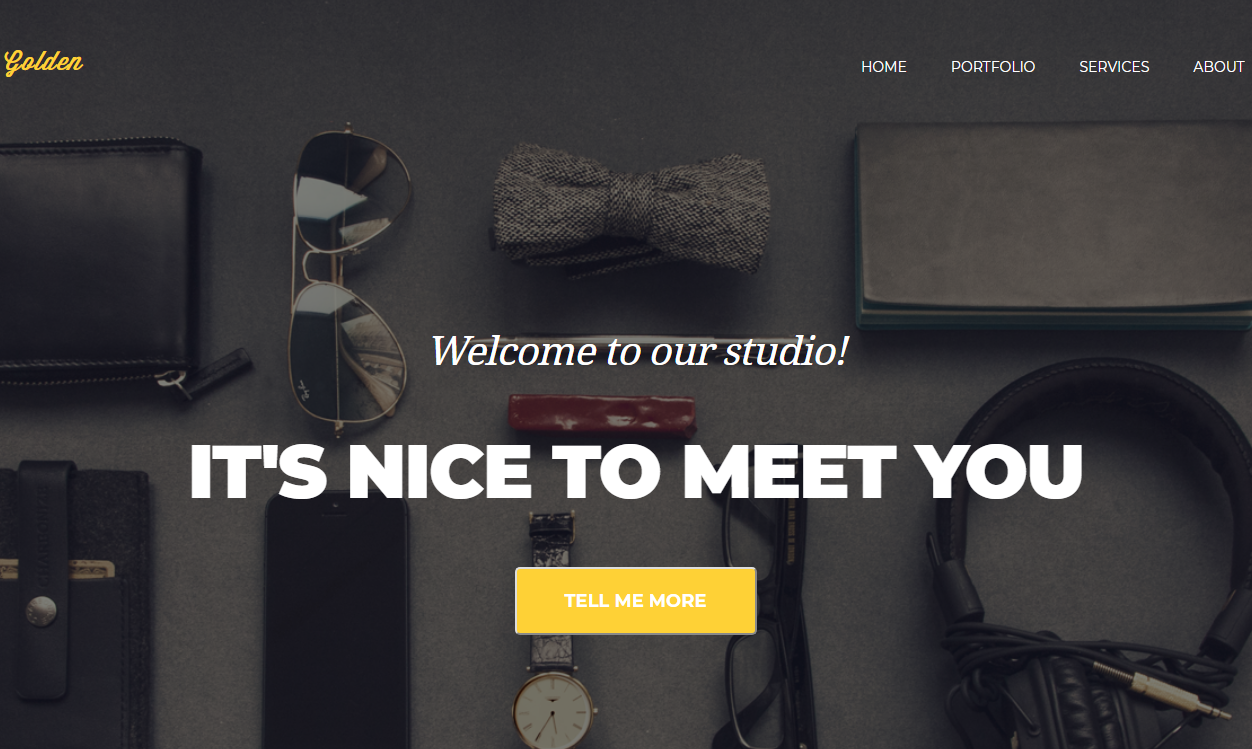 Golden
HOME PORTFOLIO SERVICES ABOUT
Welcome to our studio!
IT'S NICE TO MEET YOU
TELL ME MORE